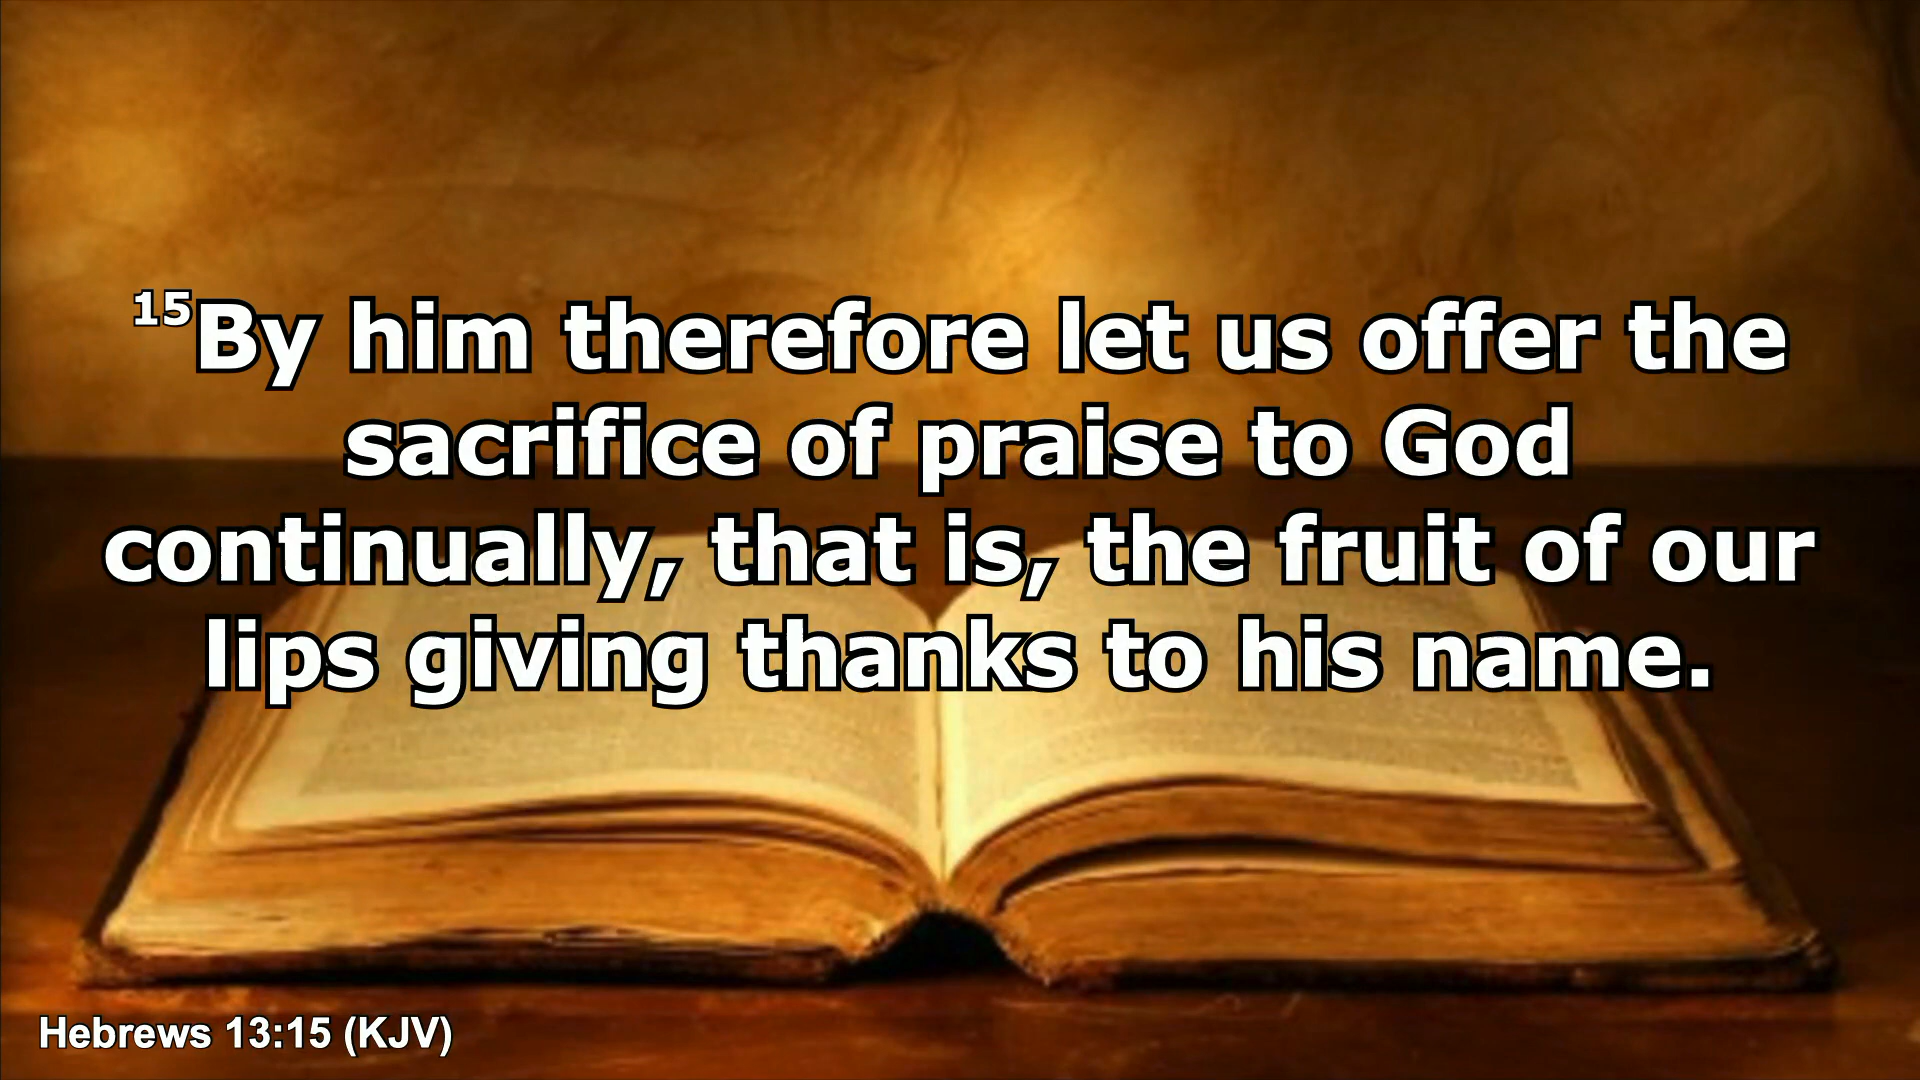 15By him therefore let us offer the
sacrifice of praise to God
continually, that is, the fruit of our
lips giving thanks to his name.
Hebrews 13:15 (KJV)